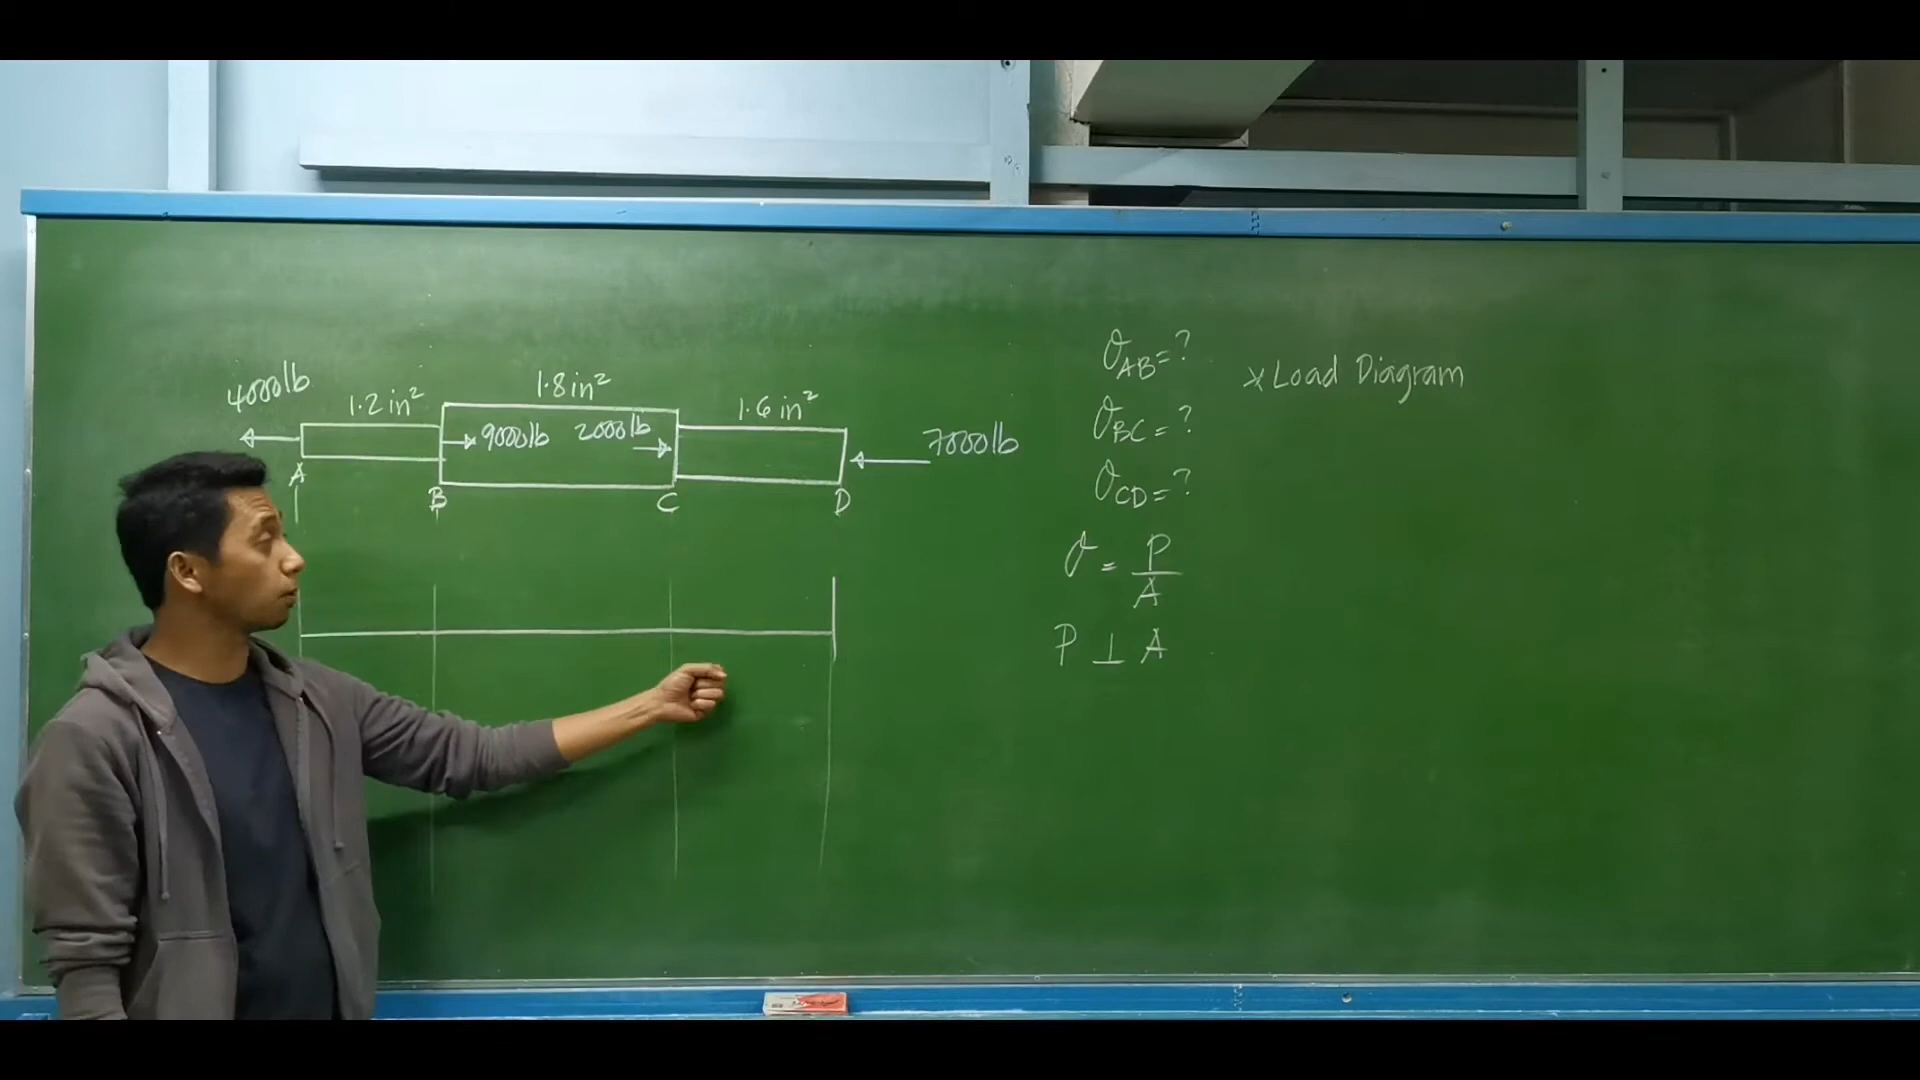 4000lb
1.2 in²
1.8 in²
1.6 in²
9000lb
2000lb
7000lb
A
B
C
D
σAB = ?
* Load Diagram
σBC = ?
σCD = ?
σ = P/A
P ⊥ A